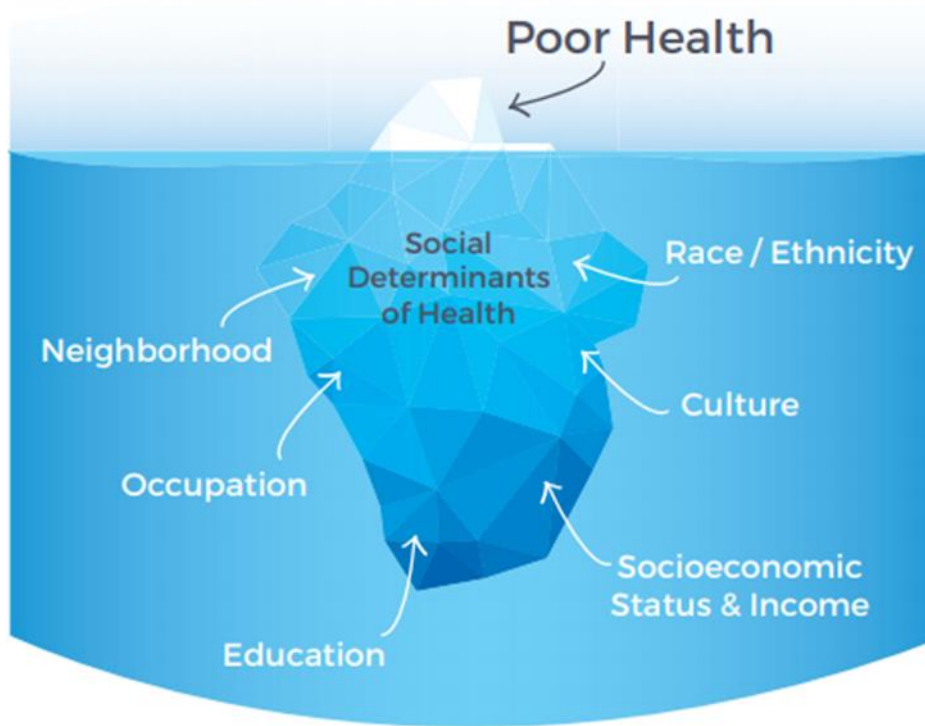 Poor Health
Social
Determinants
of Health
Race / Ethnicity
Neighborhood
Culture
Occupation
Socioeconomic
Status & Income
Education